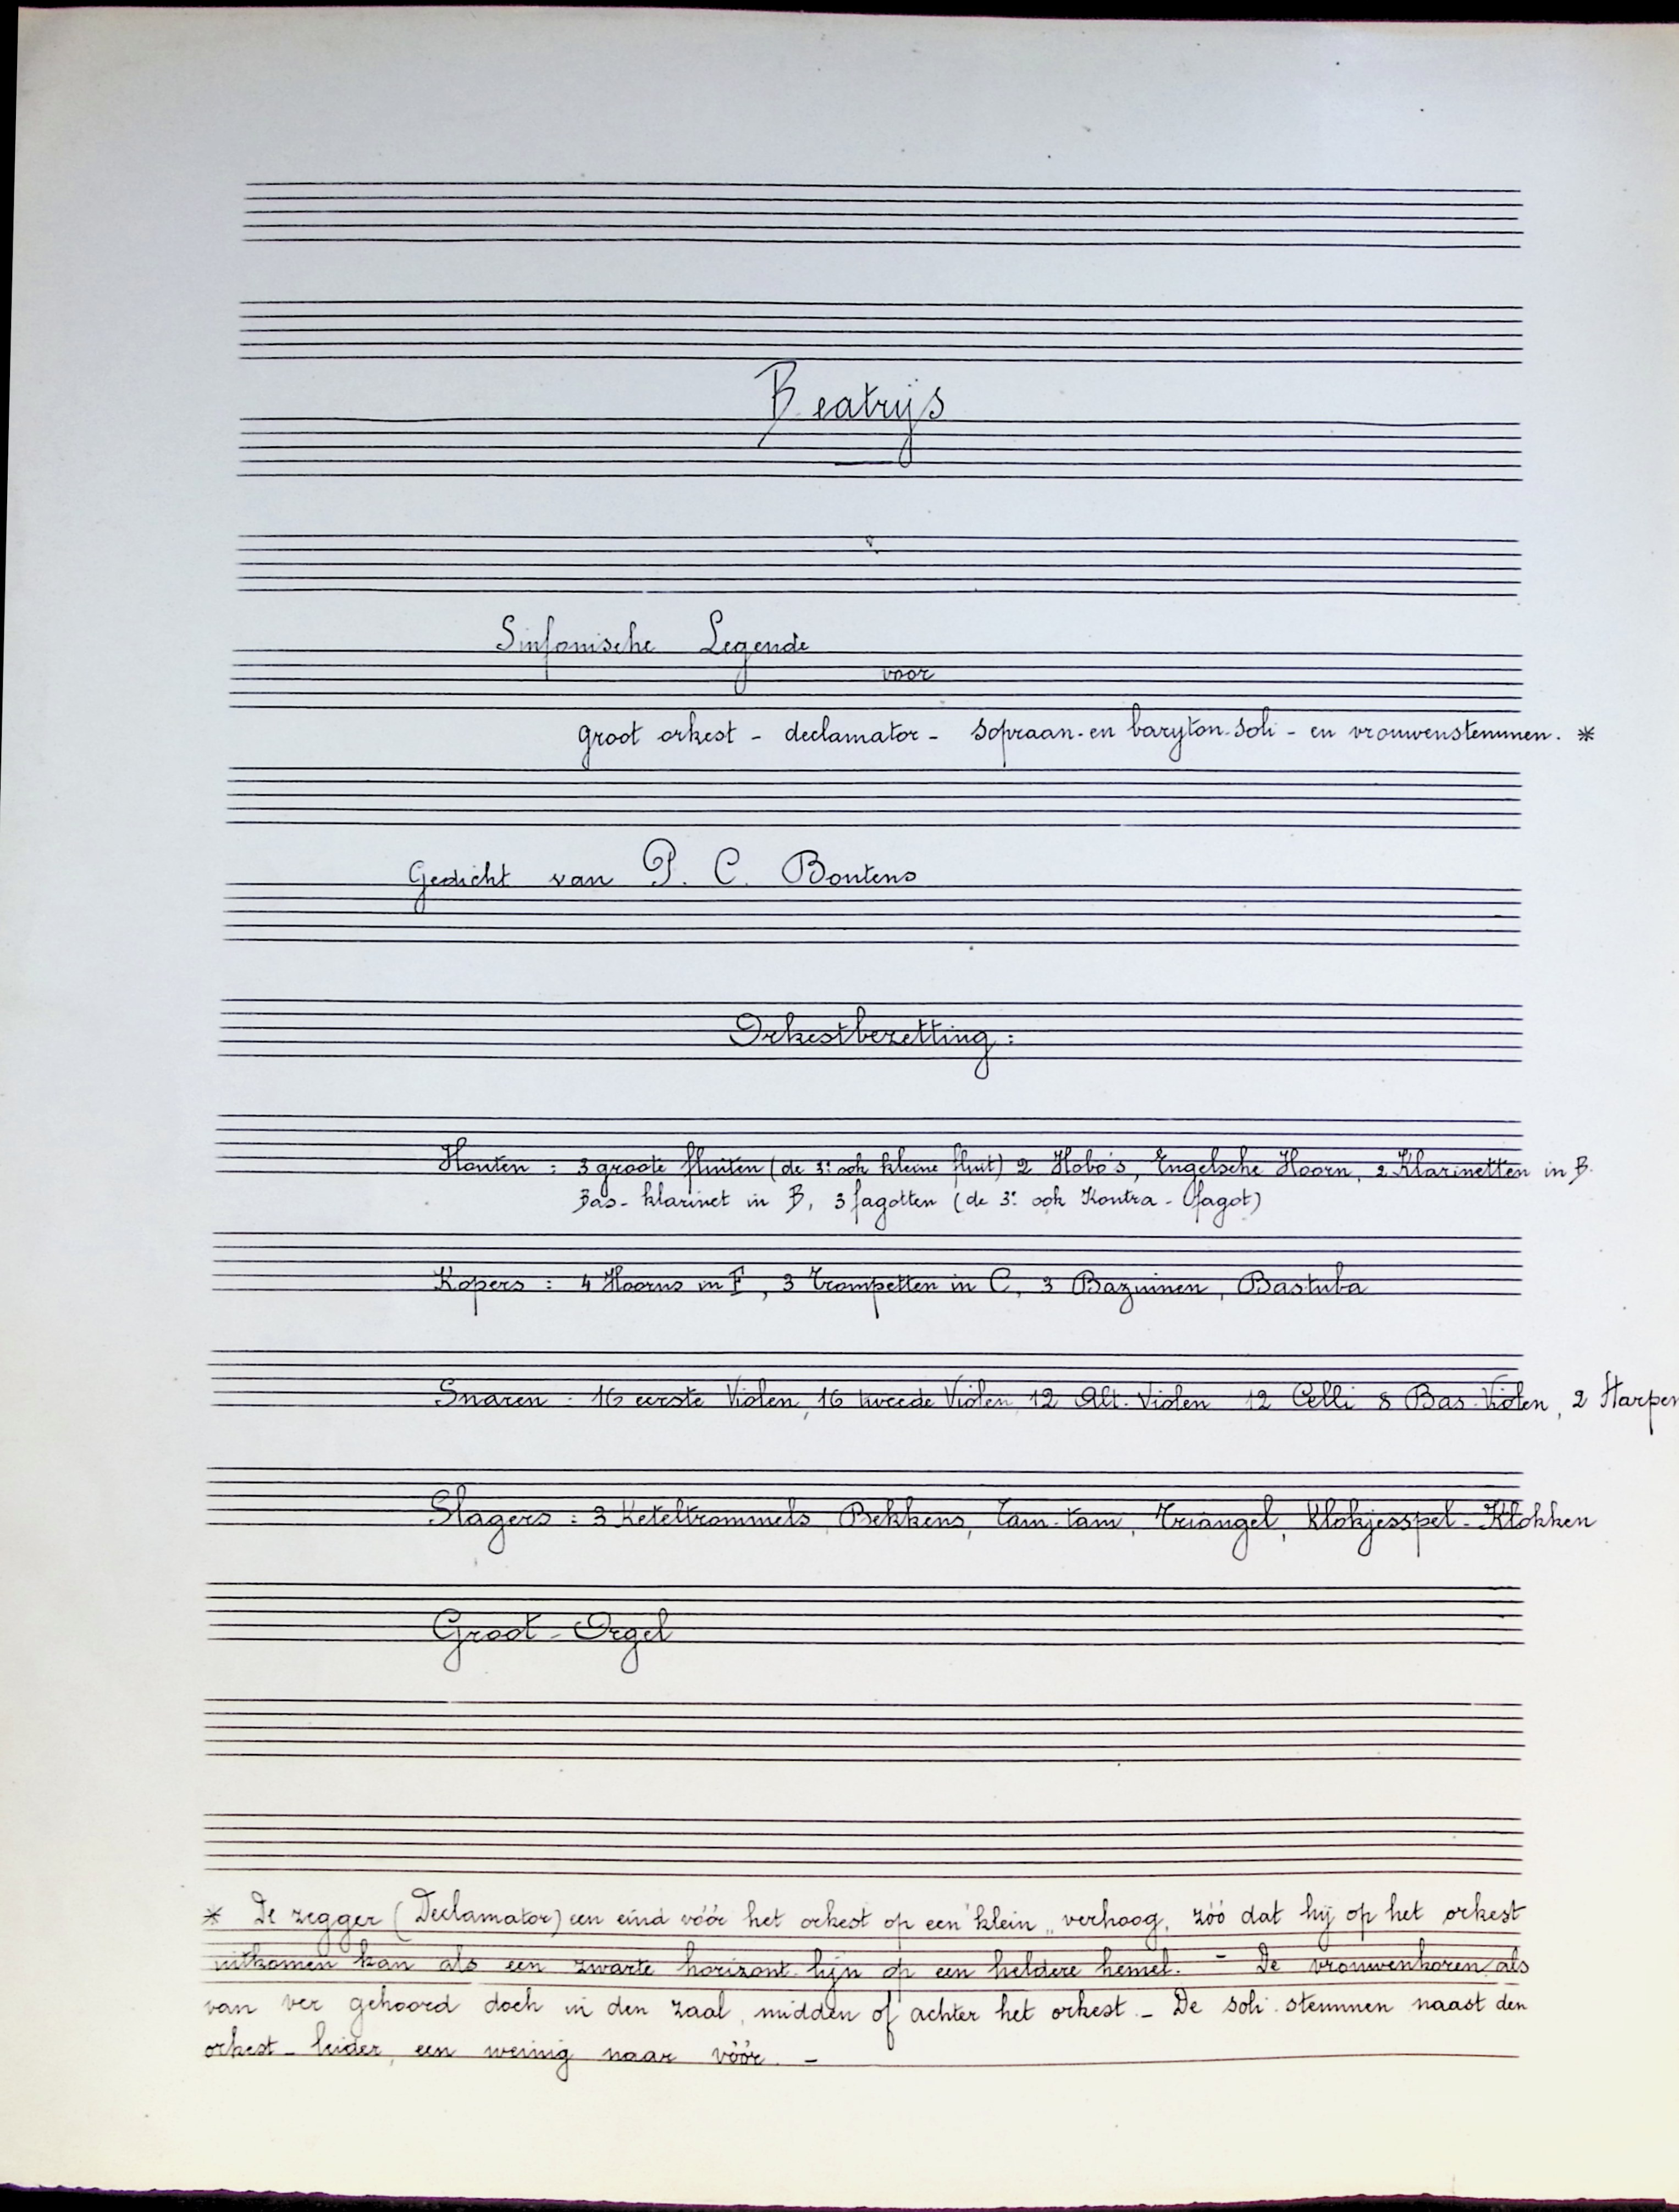 Beatrijs
Sinfonische Legende
voor
groot orkest - declamator - sopraan- en baryton-soli - en vrouwenstemmen. *
Gedicht van P. C. Boutens
Orkestbezetting :
Houten : 3 groote fluiten (de 3e ook kleine fluit) 2 Hobo's, Engelsche Hoorn, 2 Klarinetten in B.
Bas-klarinet in B, 3 fagotten (de 3e ook Kontra-fagot)
Kopers : 4 Hoorns in F, 3 Trompetten in C, 3 Bazuinen, Bastuba
Snaren : 16 eerste Violen, 16 tweede Violen, 12 Alt-Violen 12 Celli 8 Bas-Violen, 2 Harpen
Slagers : 3 Keteltrommels, Bekkens, Tam-tam, Triangel, Klokjesspel - Klokken
Groot-Orgel
* De zegger (Declamator) een eind vóór het orkest op een klein verhoog, zóó dat hij op het orkest
uitkomen kan als een zwarte horizont-lijn op een heldere hemel. - De vrouwenkoren als
van ver gehoord doch in den zaal, midden of achter het orkest. - De soli-stemmen naast den
orkest-leider, een weinig naar vóór. -